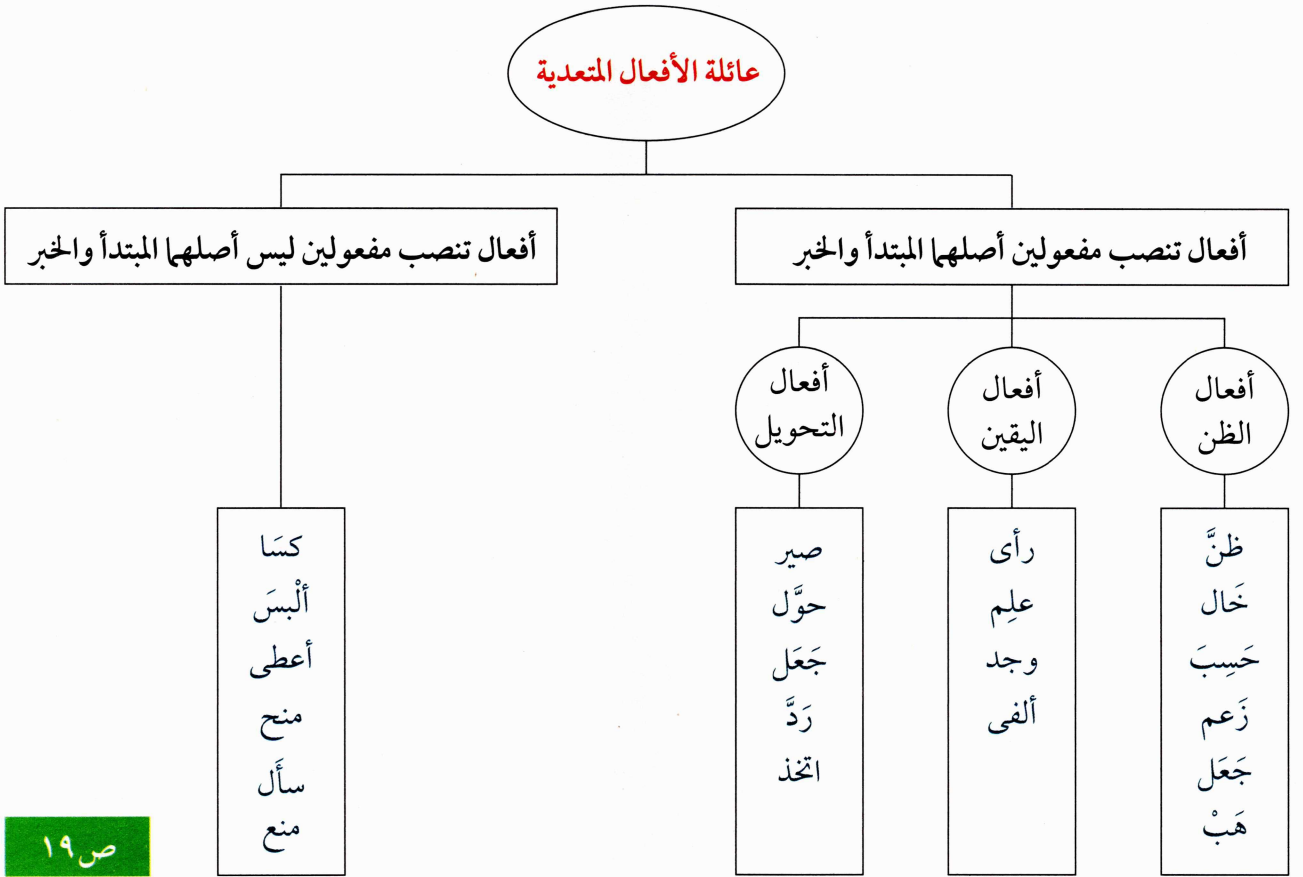 عائلة الأفعال المتعدية
أفعال تنصب مفعولين أصلهما المبتدأ والخبر
أفعال تنصب مفعولين ليس أصلهما المبتدأ والخبر
أفعال
الظن
أفعال
اليقين
أفعال
التحويل
ظنَّ
خَال
حَسِبَ
زَعم
جَعَل
هَبْ
رأى
علِم
وجد
ألفى
صير
حوَّل
جَعَل
رَدَّ
اتخذ
كسَا
ألْبسَ
أعطى
منح
سأَل
منع
ص١٩